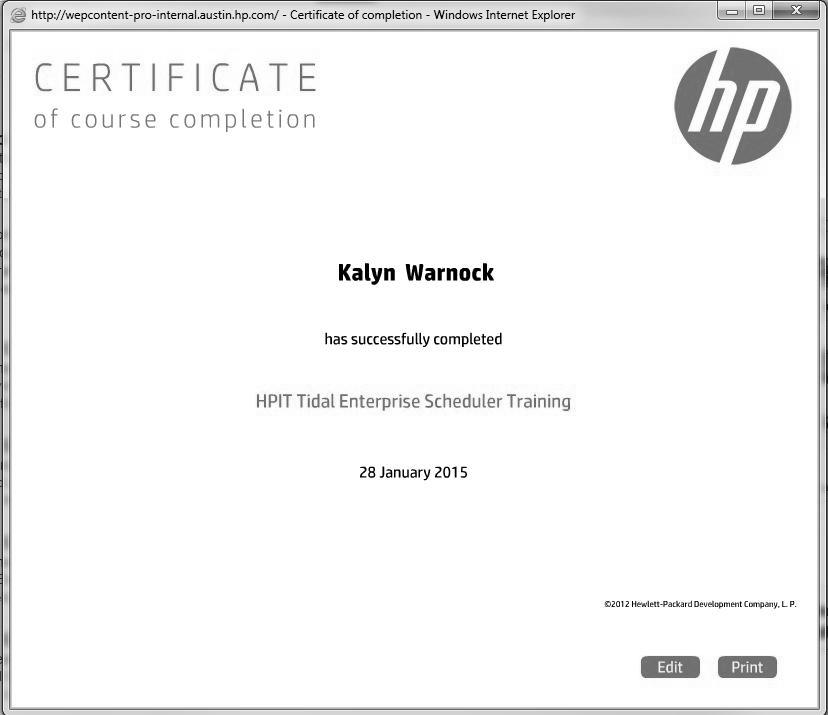 http://wepcontent-pro-internal.austin.hp.com/ - Certificate of completion - Windows Internet Explorer
CERTIFICATE
of course completion
hp
Kalyn Warnock
has successfully completed
HPIT Tidal Enterprise Scheduler Training
28 January 2015
©2012 Hewlett-Packard Development Company, L. P.
Edit Print